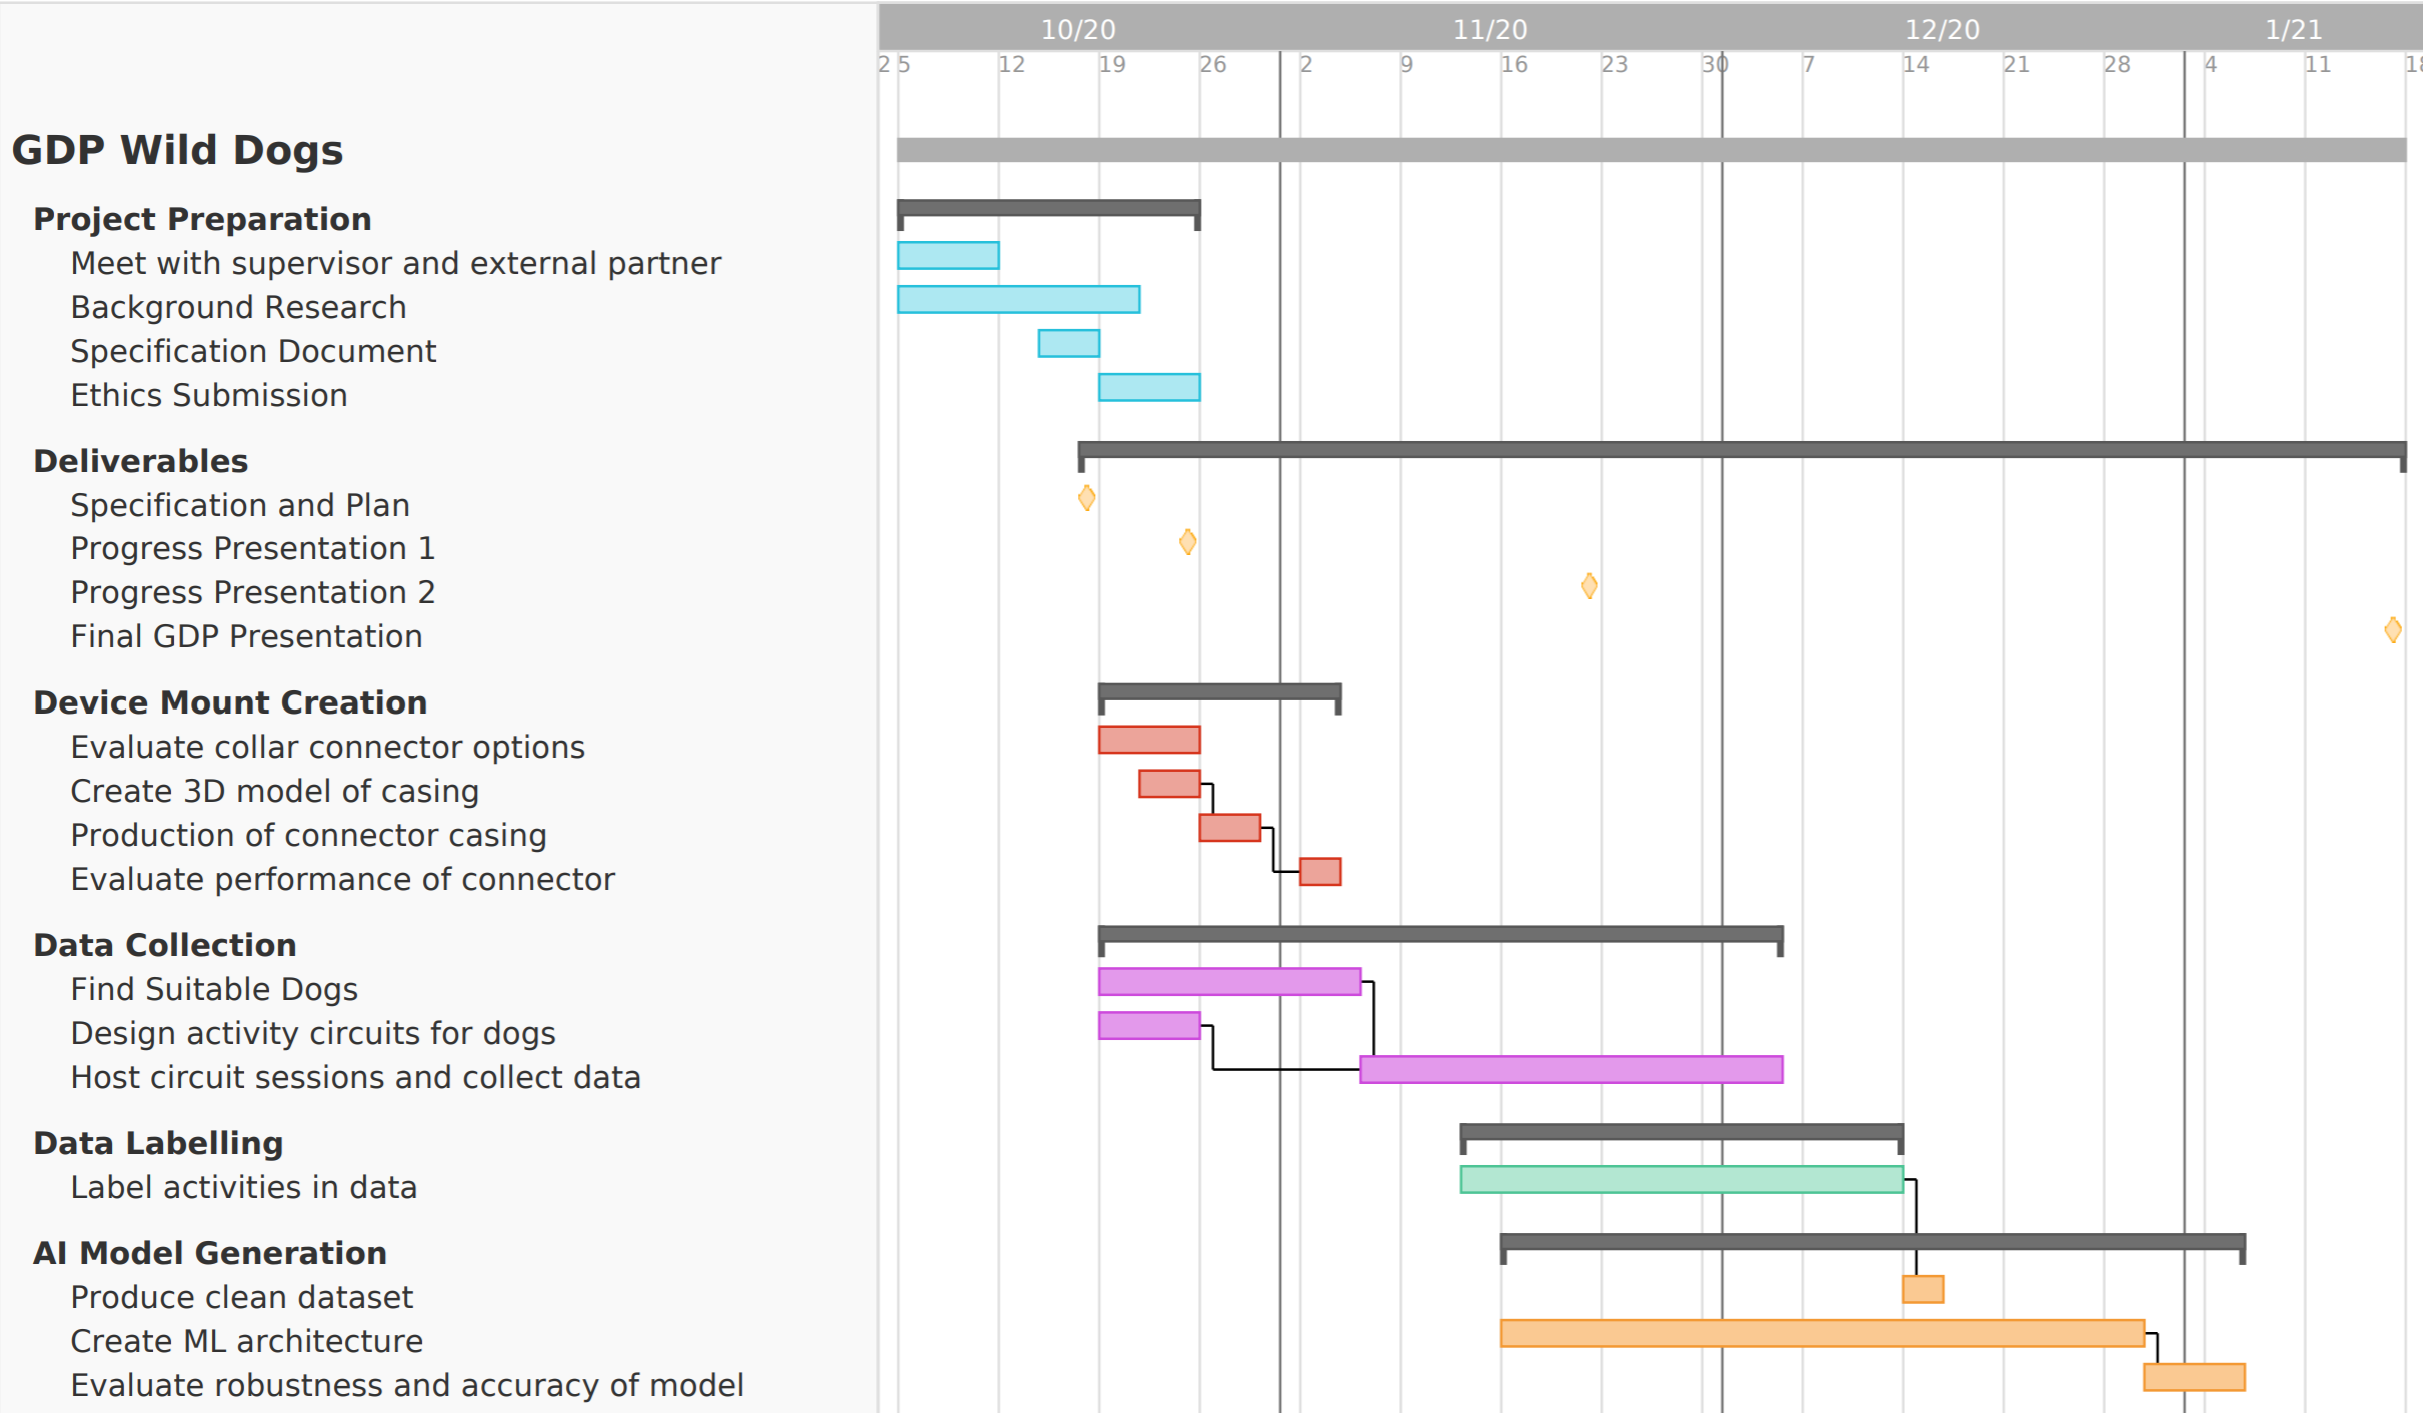 10/20 11/20 12/20 1/21
2 5 12 19 26 2 9 16 23 30 7 14 21 28 4 11 18
GDP Wild Dogs
Project Preparation
Meet with supervisor and external partner
Background Research
Specification Document
Ethics Submission
Deliverables
Specification and Plan
Progress Presentation 1
Progress Presentation 2
Final GDP Presentation
Device Mount Creation
Evaluate collar connector options
Create 3D model of casing
Production of connector casing
Evaluate performance of connector
Data Collection
Find Suitable Dogs
Design activity circuits for dogs
Host circuit sessions and collect data
Data Labelling
Label activities in data
AI Model Generation
Produce clean dataset
Create ML architecture
Evaluate robustness and accuracy of model